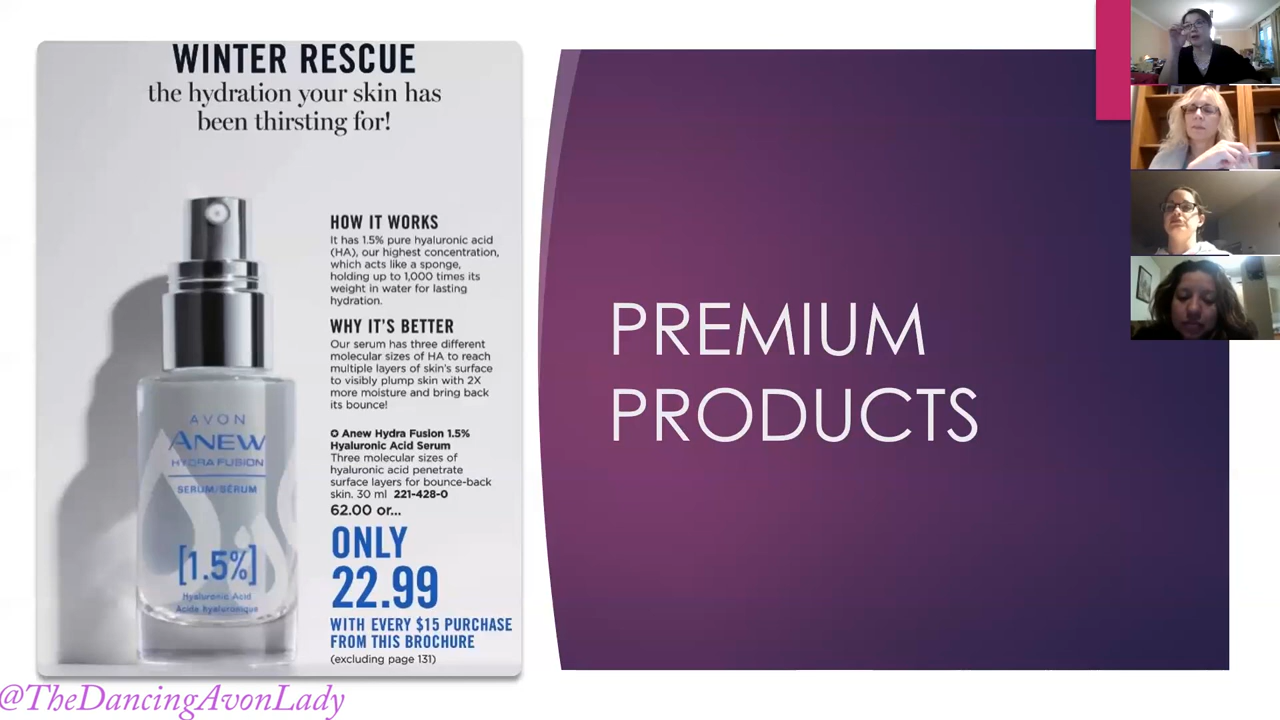 WINTER RESCUE
the hydration your skin has
been thirsting for!
HOW IT WORKS
It has 1.5% pure hyaluronic acid
(HA), our highest concentration,
which acts like a sponge,
holding up to 1,000 times its
weight in water for lasting
hydration.
WHY IT'S BETTER
Our serum has three different
molecular sizes of HA to reach
multiple layers of skin's surface
to visibly plump skin with 2X
more moisture and bring back
its bounce!
Anew Hydra Fusion 1.5%
Hyaluronic Acid Serum
Three molecular sizes of
hyaluronic acid penetrate
surface layers for bounce-back
skin. 30 ml 221-428-0
62.00 or...
ONLY
22.99
WITH EVERY $15 PURCHASE
FROM THIS BROCHURE
(excluding page 131)
AVON
ANEW
HYDRA FUSION
SERUM/SÉRUM
[1.5%]
Hyaluronic Acid
Acide hyaluronique
PREMIUM
PRODUCTS
@TheDancingAvonLady